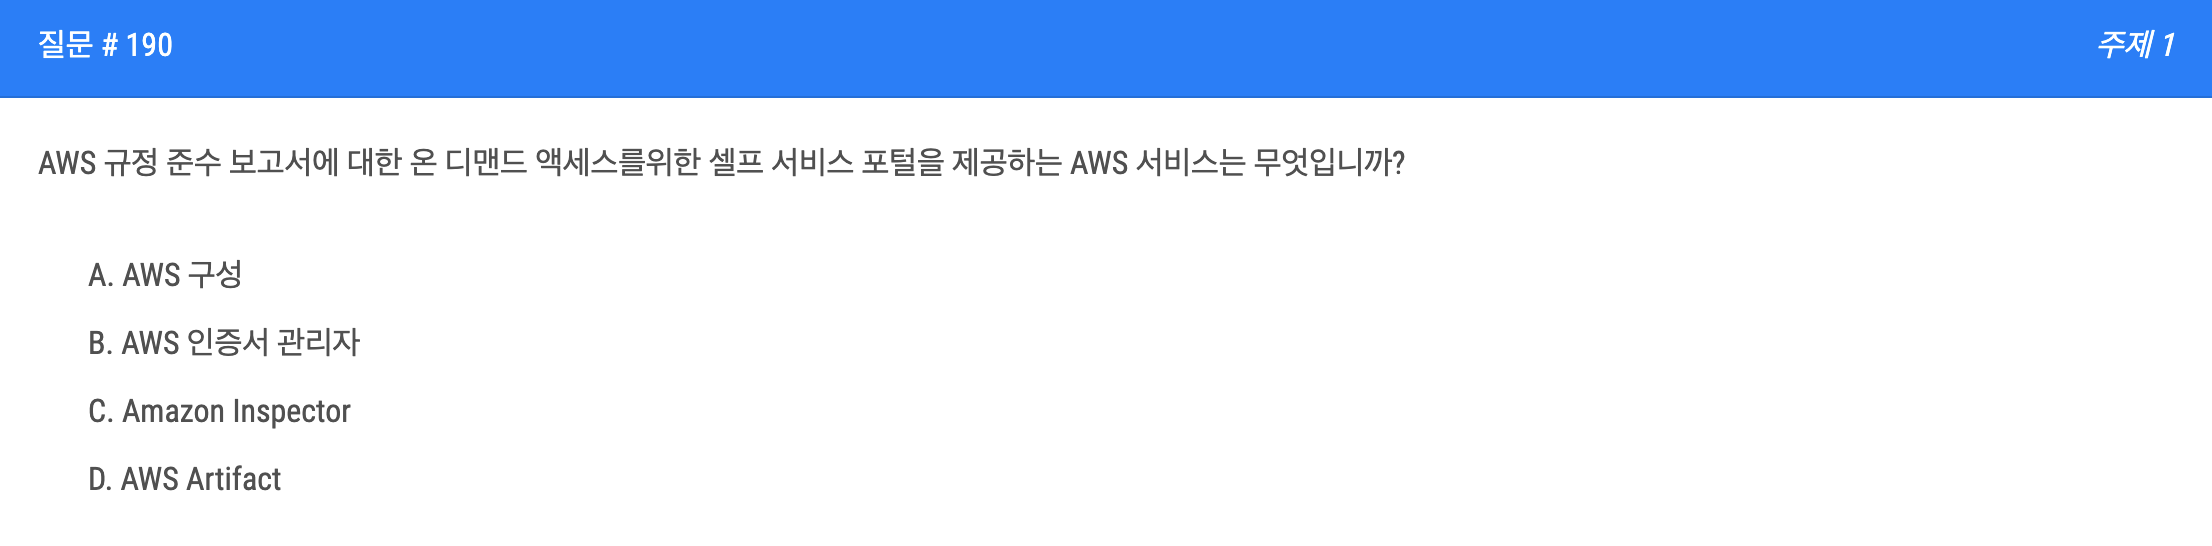 질문 # 190
주제 1
AWS 규정 준수 보고서에 대한 온 디맨드 액세스를위한 셀프 서비스 포털을 제공하는 AWS 서비스는 무엇입니까?
A. AWS 구성
B. AWS 인증서 관리자
C. Amazon Inspector
D. AWS Artifact